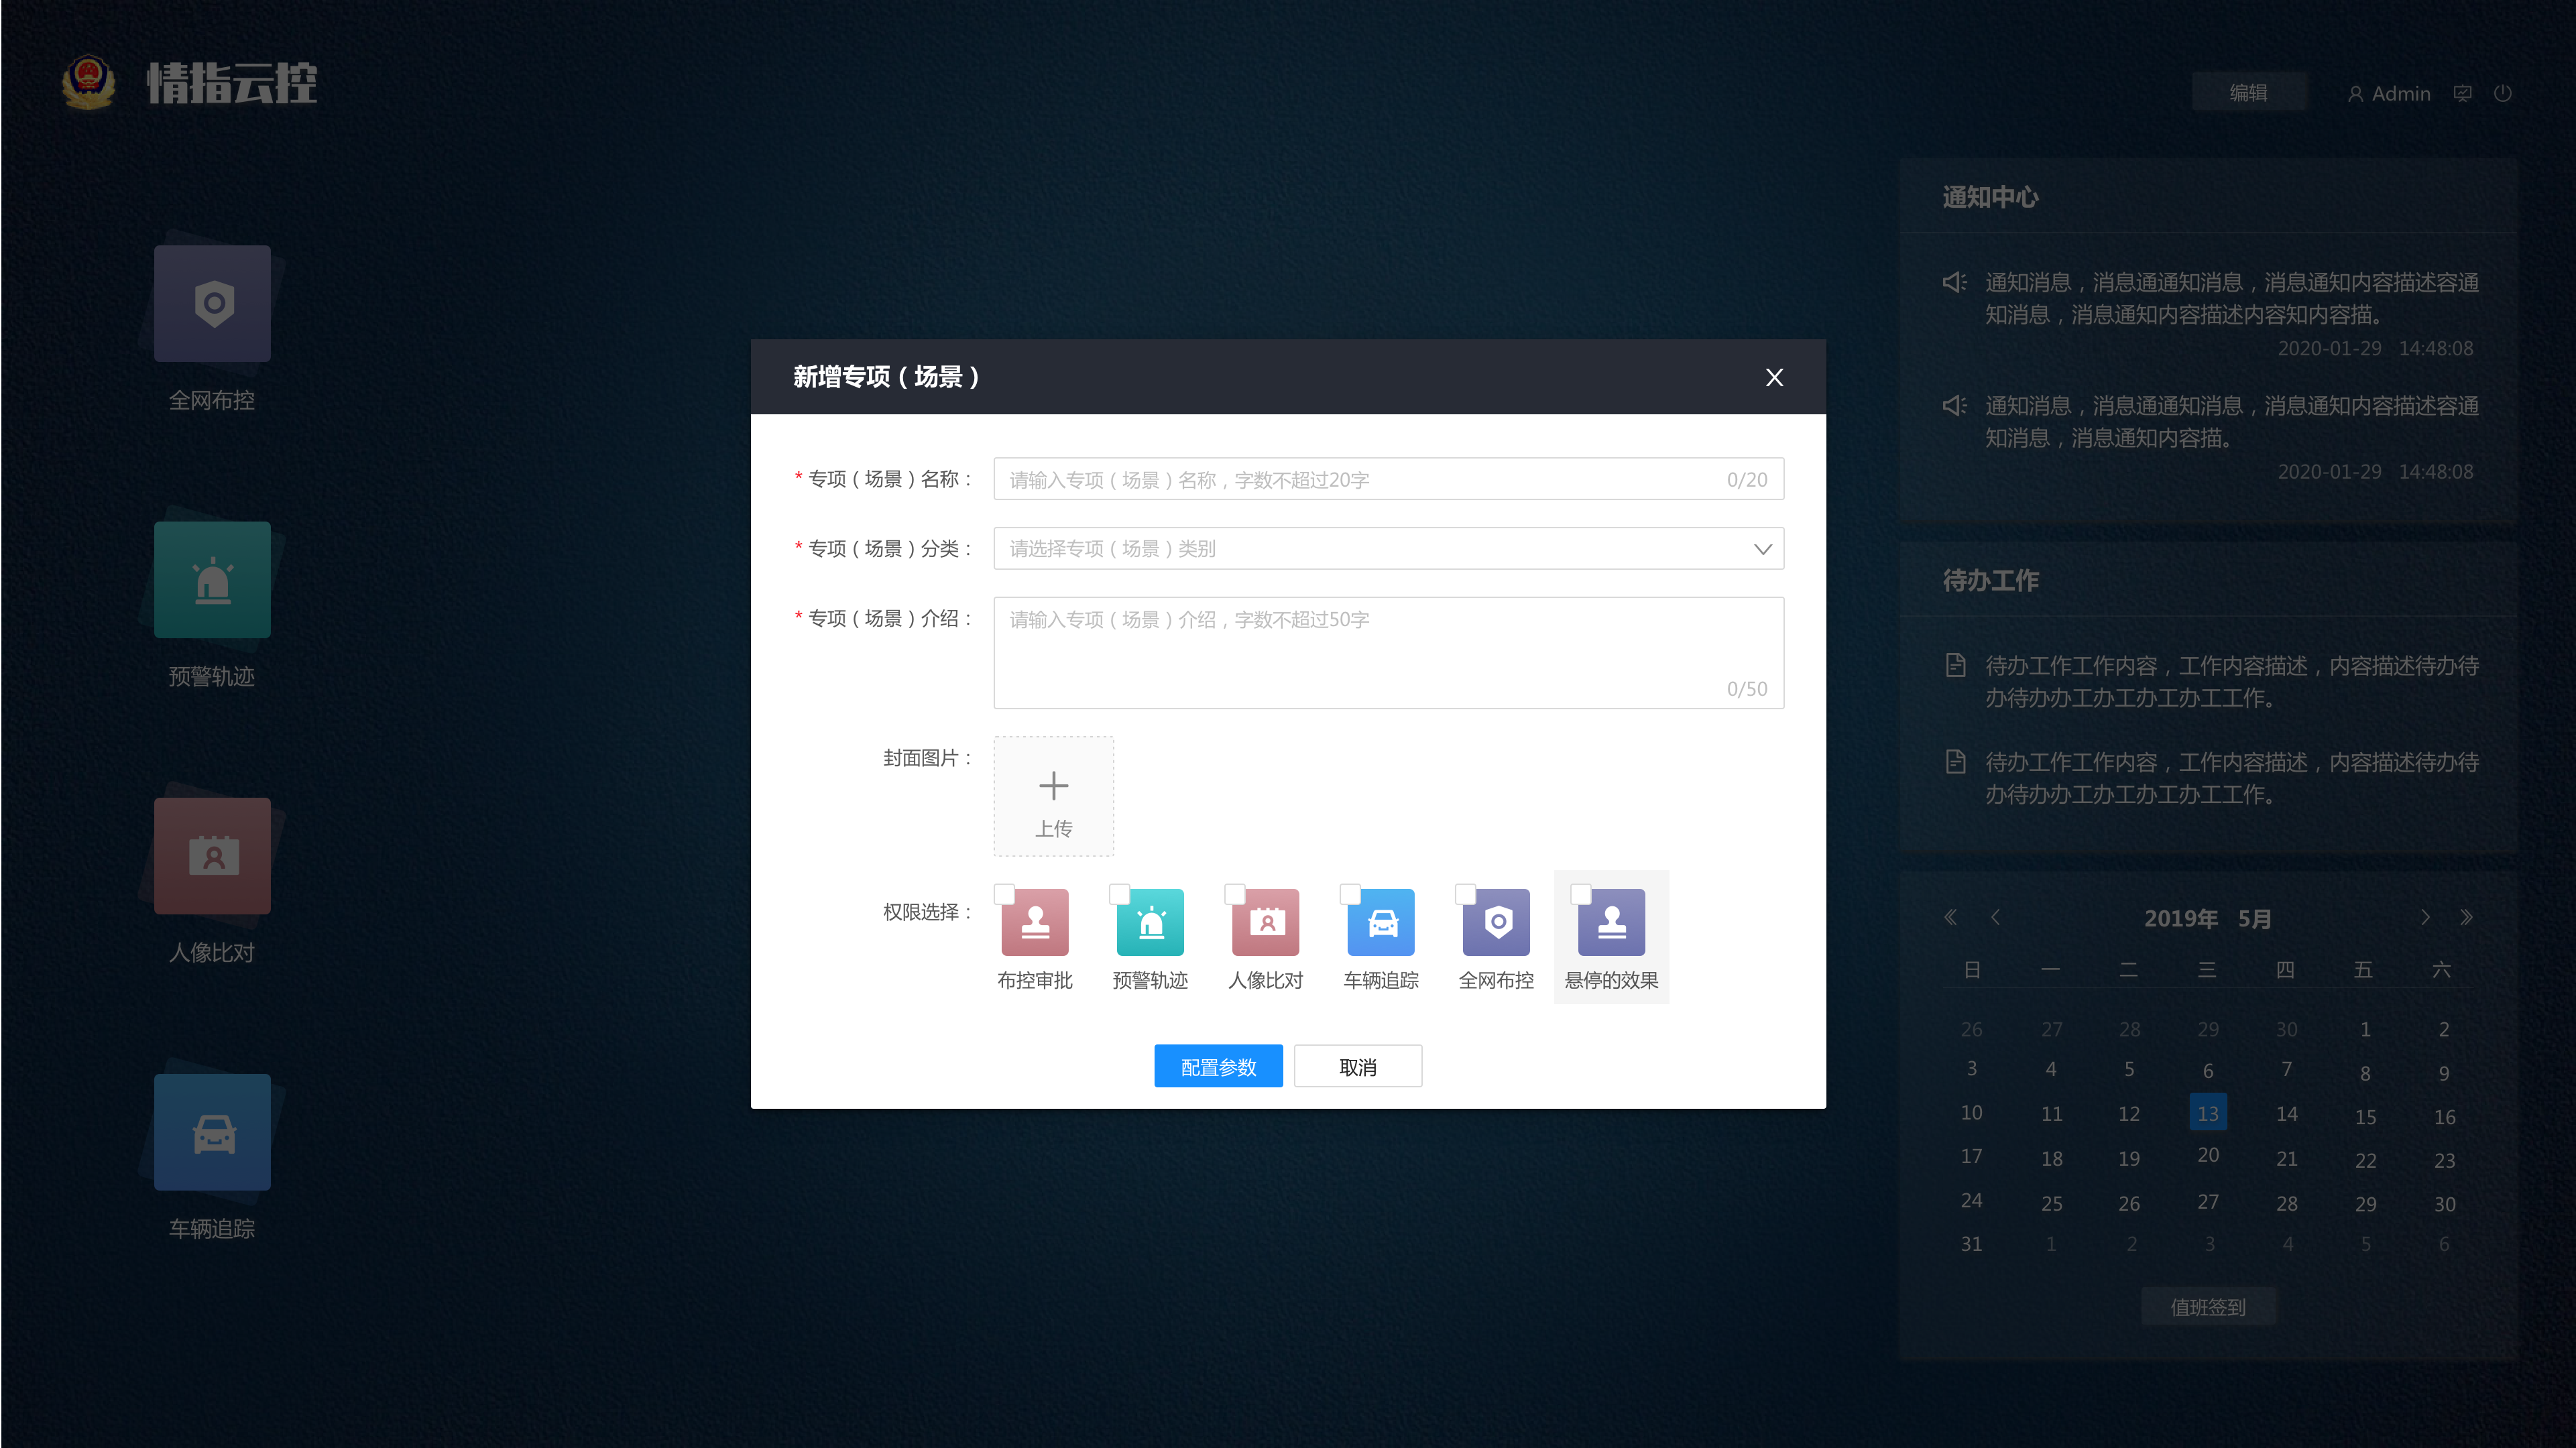 情指云控
编辑
Admin
全网布控
预警轨迹
人像比对
车辆追踪
新增专项（场景）
* 专项（场景）名称：
请输入专项（场景）名称，字数不超过20字
0/20
* 专项（场景）分类：
请选择专项（场景）类别
* 专项（场景）介绍：
请输入专项（场景）介绍，字数不超过50字
0/50
封面图片：
上传
权限选择：
布控审批 预警轨迹 人像比对 车辆追踪 全网布控 悬停的效果
配置参数 取消
通知中心
通知消息，消息通通知消息，消息通知内容描述容通
知消息，消息通知内容描述内容知内容描。
2020-01-29 14:48:08
通知消息，消息通通知消息，消息通知内容描述容通
知消息，消息通知内容描。
2020-01-29 14:48:08
待办工作
待办工作工作内容，工作内容描述，内容描述待办待
办待办办工办工办工办工工作。
待办工作工作内容，工作内容描述，内容描述待办待
办待办办工办工办工办工工作。
2019年 5月
日 一 二 三 四 五 六
26 27 28 29 30 1 2
3 4 5 6 7 8 9
10 11 12 13 14 15 16
17 18 19 20 21 22 23
24 25 26 27 28 29 30
31 1 2 3 4 5 6
值班签到